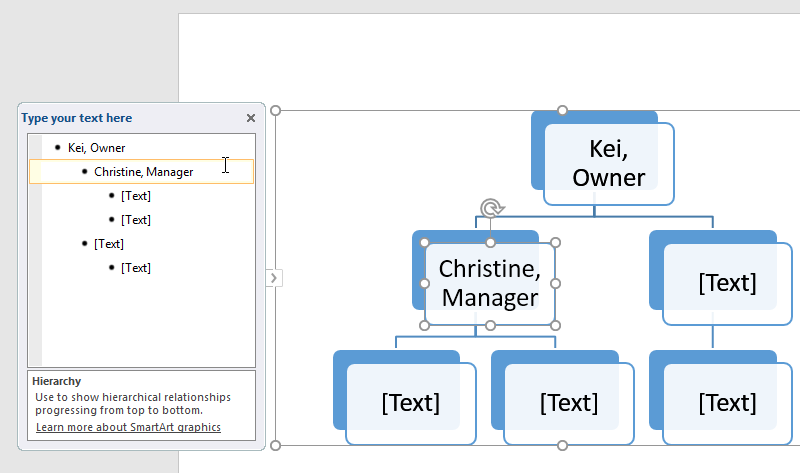 Type your text here
Kei, Owner
Christine, Manager
[Text]
[Text]
[Text]
[Text]
Hierarchy
Use to show hierarchical relationships
progressing from top to bottom.
Learn more about SmartArt graphics
Kei,
Owner
Christine,
Manager
[Text]
[Text]
[Text]
[Text]